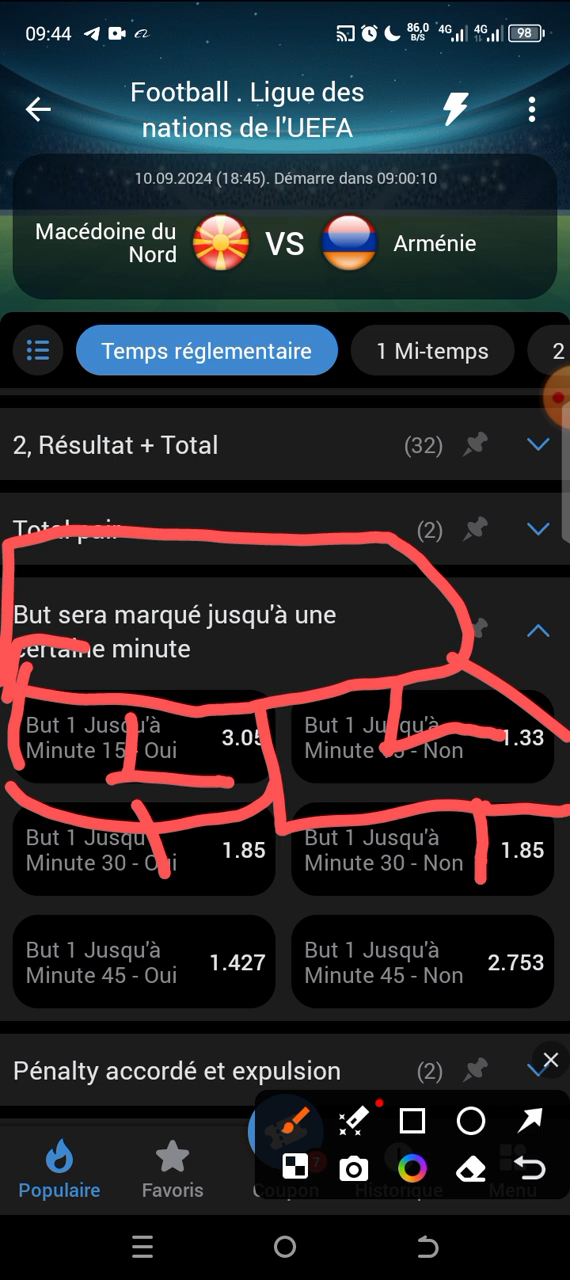 09:44
86,0 B/S
4G
4G
98
Football . Ligue des
nations de l'UEFA
10.09.2024 (18:45). Démarre dans 09:00:10
Macédoine du
Nord
VS
Arménie
Temps réglementaire
1 Mi-temps
2
2, Résultat + Total
(32)
Total pair
(2)
But sera marqué jusqu'à une
certaine minute
But 1 Jusqu'à
Minute 15 - Oui
3.05
But 1 Jusqu'à
Minute 15 - Non
1.33
But 1 Jusqu'à
Minute 30 - Oui
1.85
But 1 Jusqu'à
Minute 30 - Non
1.85
But 1 Jusqu'à
Minute 45 - Oui
1.427
But 1 Jusqu'à
Minute 45 - Non
2.753
Pénalty accordé et expulsion
(2)
Populaire
Favoris
Coupon
Historique
Menu